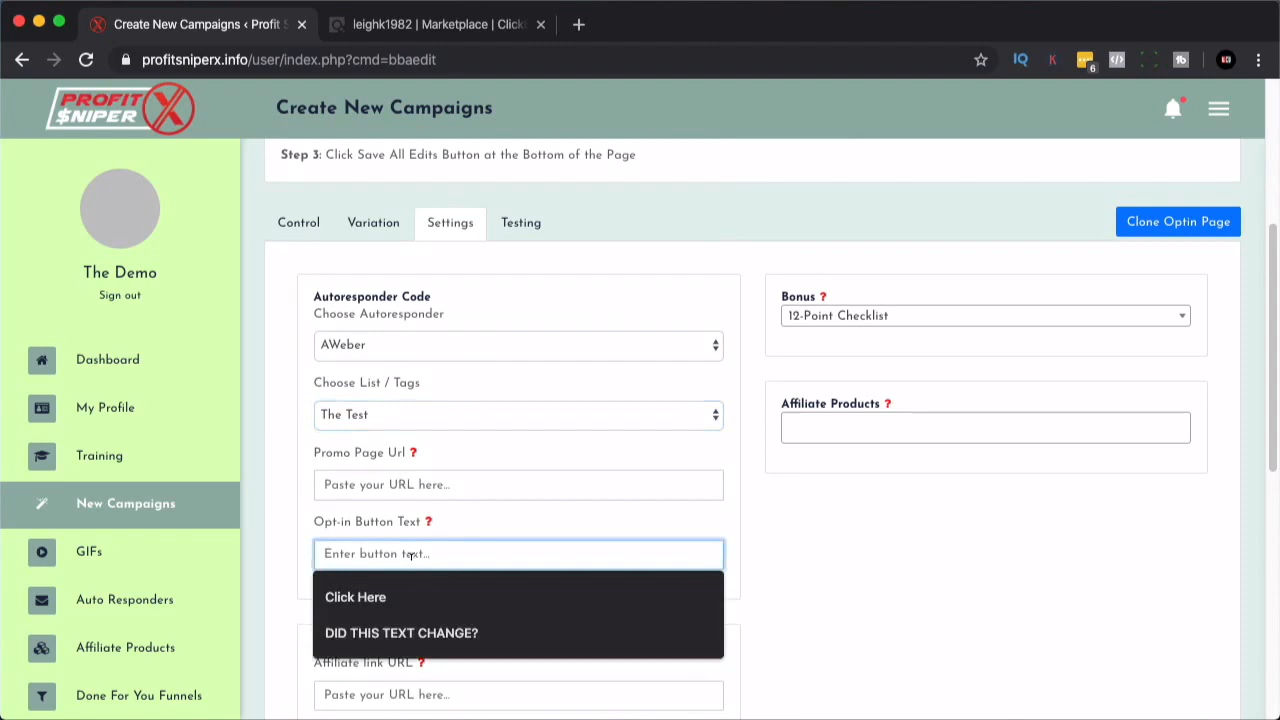 Create New Campaigns ‹ Profit S
leighk1982 | Marketplace | Click
profitsniperx.info/user/index.php?cmd=bbaedit
IQ
K
6
tb
PROFIT $NIPER X
Create New Campaigns
Step 3: Click Save All Edits Button at the Bottom of the Page
Control
Variation
Settings
Testing
Clone Optin Page
The Demo
Sign out
Dashboard
My Profile
Training
New Campaigns
GIFs
Auto Responders
Affiliate Products
Done For You Funnels
Autoresponder Code
Choose Autoresponder
AWeber
Choose List / Tags
The Test
Promo Page Url ?
Paste your URL here...
Opt-in Button Text ?
Enter button text...
Click Here
DID THIS TEXT CHANGE?
Affiliate link URL ?
Paste your URL here...
Bonus ?
12-Point Checklist
Affiliate Products ?